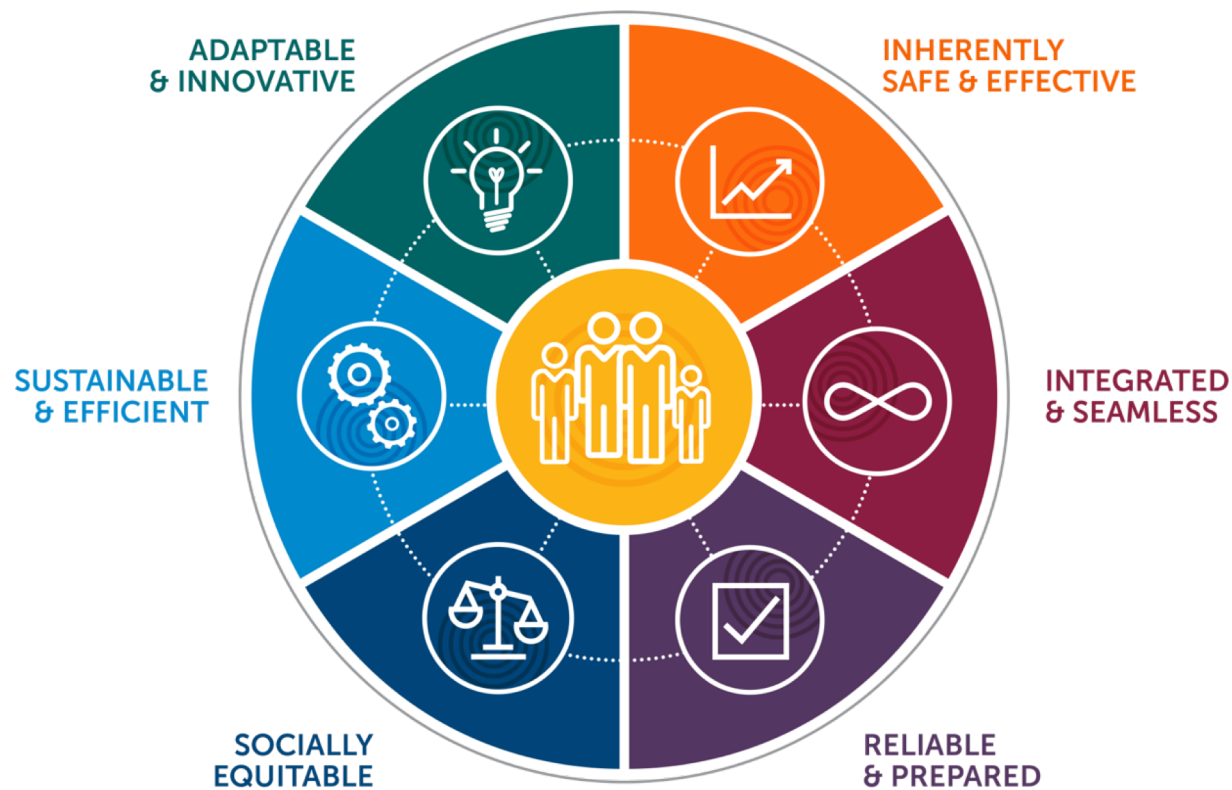 ADAPTABLE
& INNOVATIVE
INHERENTLY
SAFE & EFFECTIVE
SUSTAINABLE
& EFFICIENT
INTEGRATED
& SEAMLESS
SOCIALLY
EQUITABLE
RELIABLE
& PREPARED